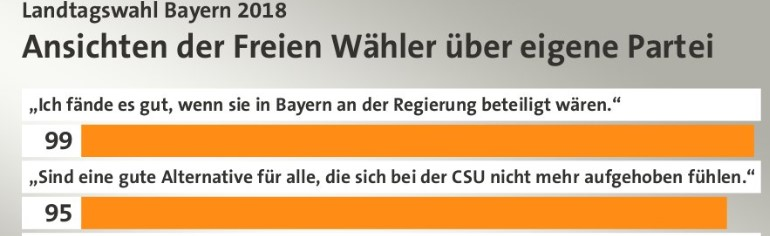 Landtagswahl Bayern 2018
Ansichten der Freien Wähler über eigene Partei
„Ich fände es gut, wenn sie in Bayern an der Regierung beteiligt wären.“
99
„Sind eine gute Alternative für alle, die sich bei der CSU nicht mehr aufgehoben fühlen.“
95